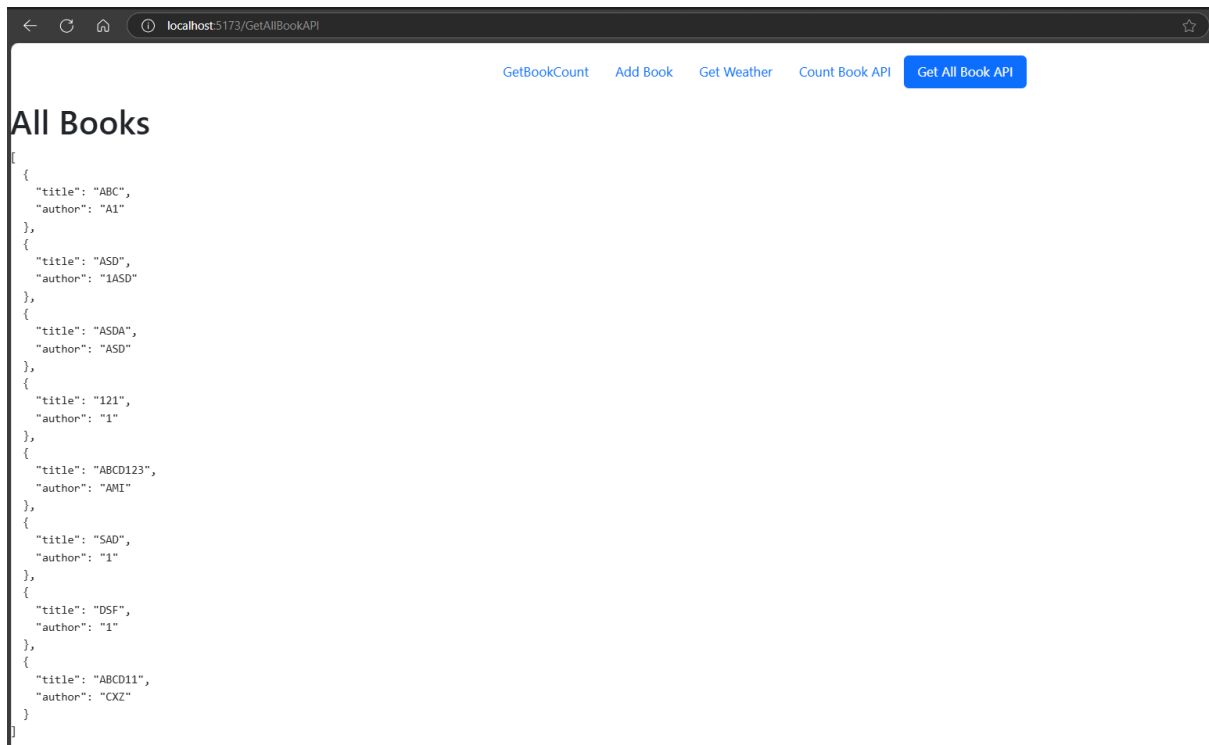 localhost:5173/GetAllBookAPI
GetBookCount Add Book Get Weather Count Book API Get All Book API
All Books
[
  {
    "title": "ABC",
    "author": "A1"
  },
  {
    "title": "ASD",
    "author": "1ASD"
  },
  {
    "title": "ASDA",
    "author": "ASD"
  },
  {
    "title": "121",
    "author": "1"
  },
  {
    "title": "ABCD123",
    "author": "AMI"
  },
  {
    "title": "SAD",
    "author": "1"
  },
  {
    "title": "DSF",
    "author": "1"
  },
  {
    "title": "ABCD11",
    "author": "CXZ"
  }
]